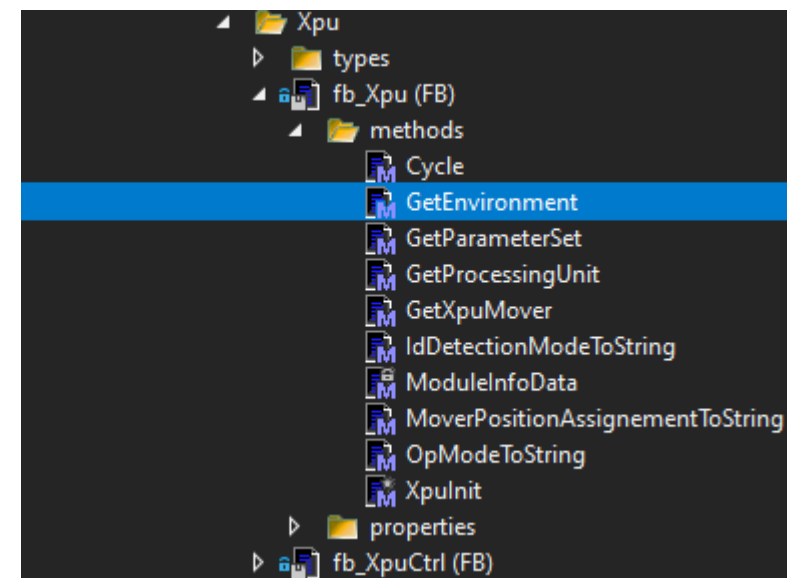 Xpu
types
fb_Xpu (FB)
methods
Cycle
GetEnvironment
GetParameterSet
GetProcessingUnit
GetXpuMover
IdDetectionModeToString
ModuleInfoData
MoverPositionAssignementToString
OpModeToString
XpuInit
properties
fb_XpuCtrl (FB)